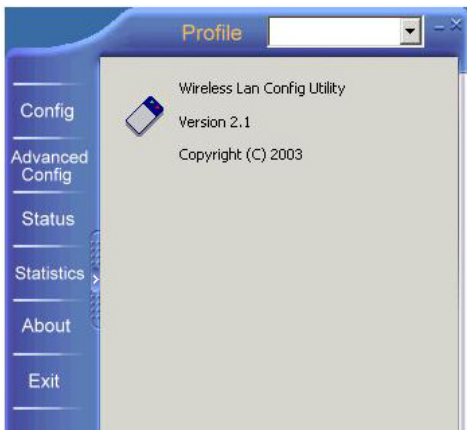 Profile
Config
Advanced
Config
Status
Statistics
About
Exit
Wireless Lan Config Utility
Version 2.1
Copyright (C) 2003